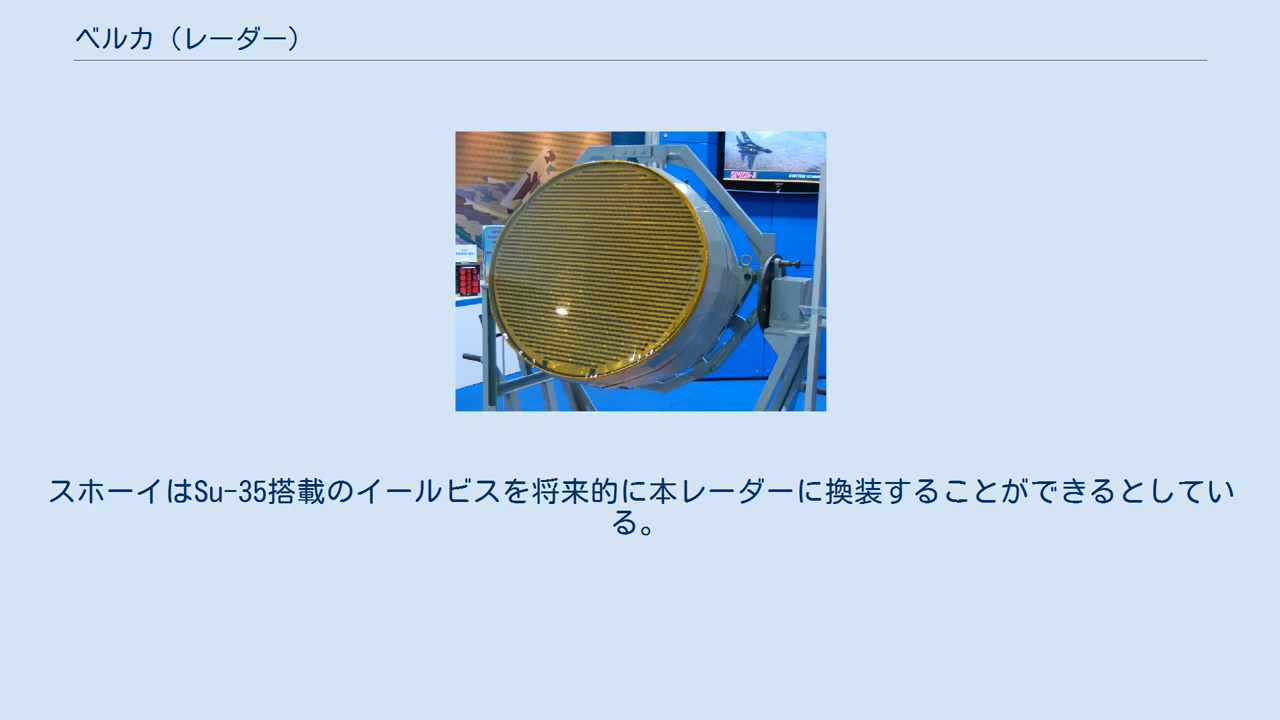 ベルカ（レーダー）
スホーイはSu-35搭載のイールビスを将来的に本レーダーに換装することができるとしてい
る。